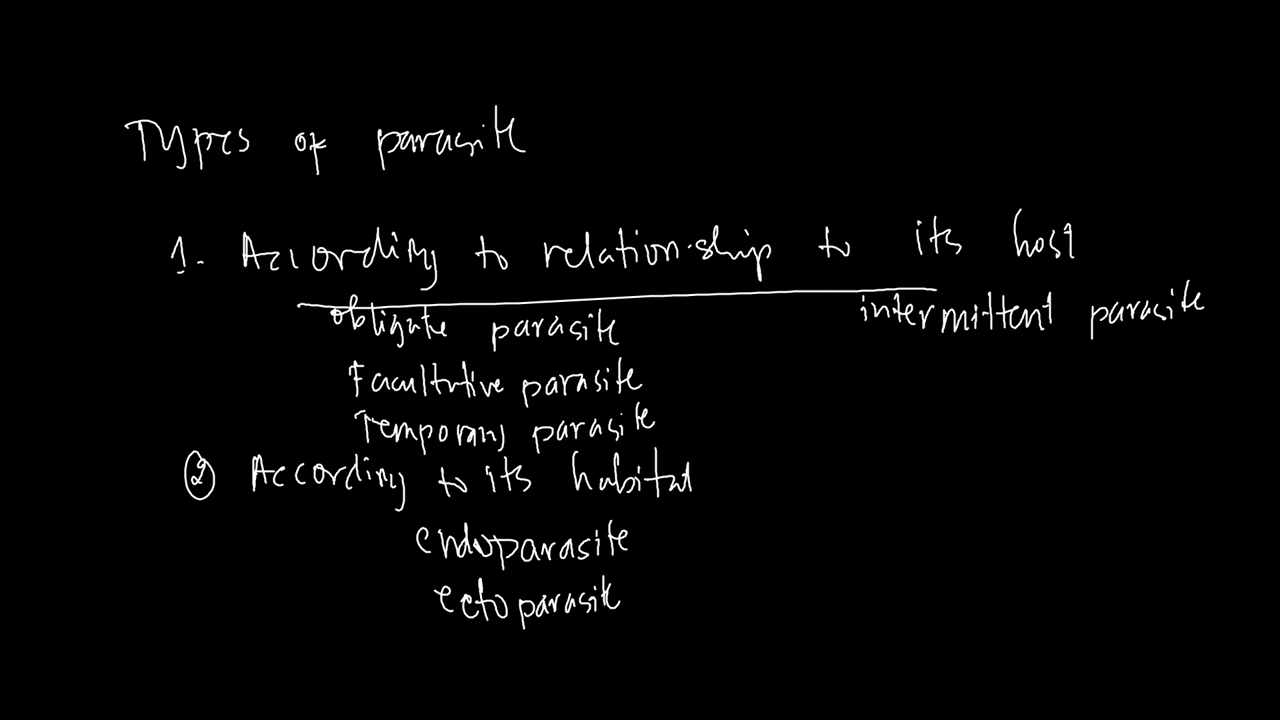 Types of parasite
1. According to relationship to its host
obligate parasite
intermittent parasite
Facultative parasite
Temporary parasite
② According to its habitat
endoparasite
ectoparasite